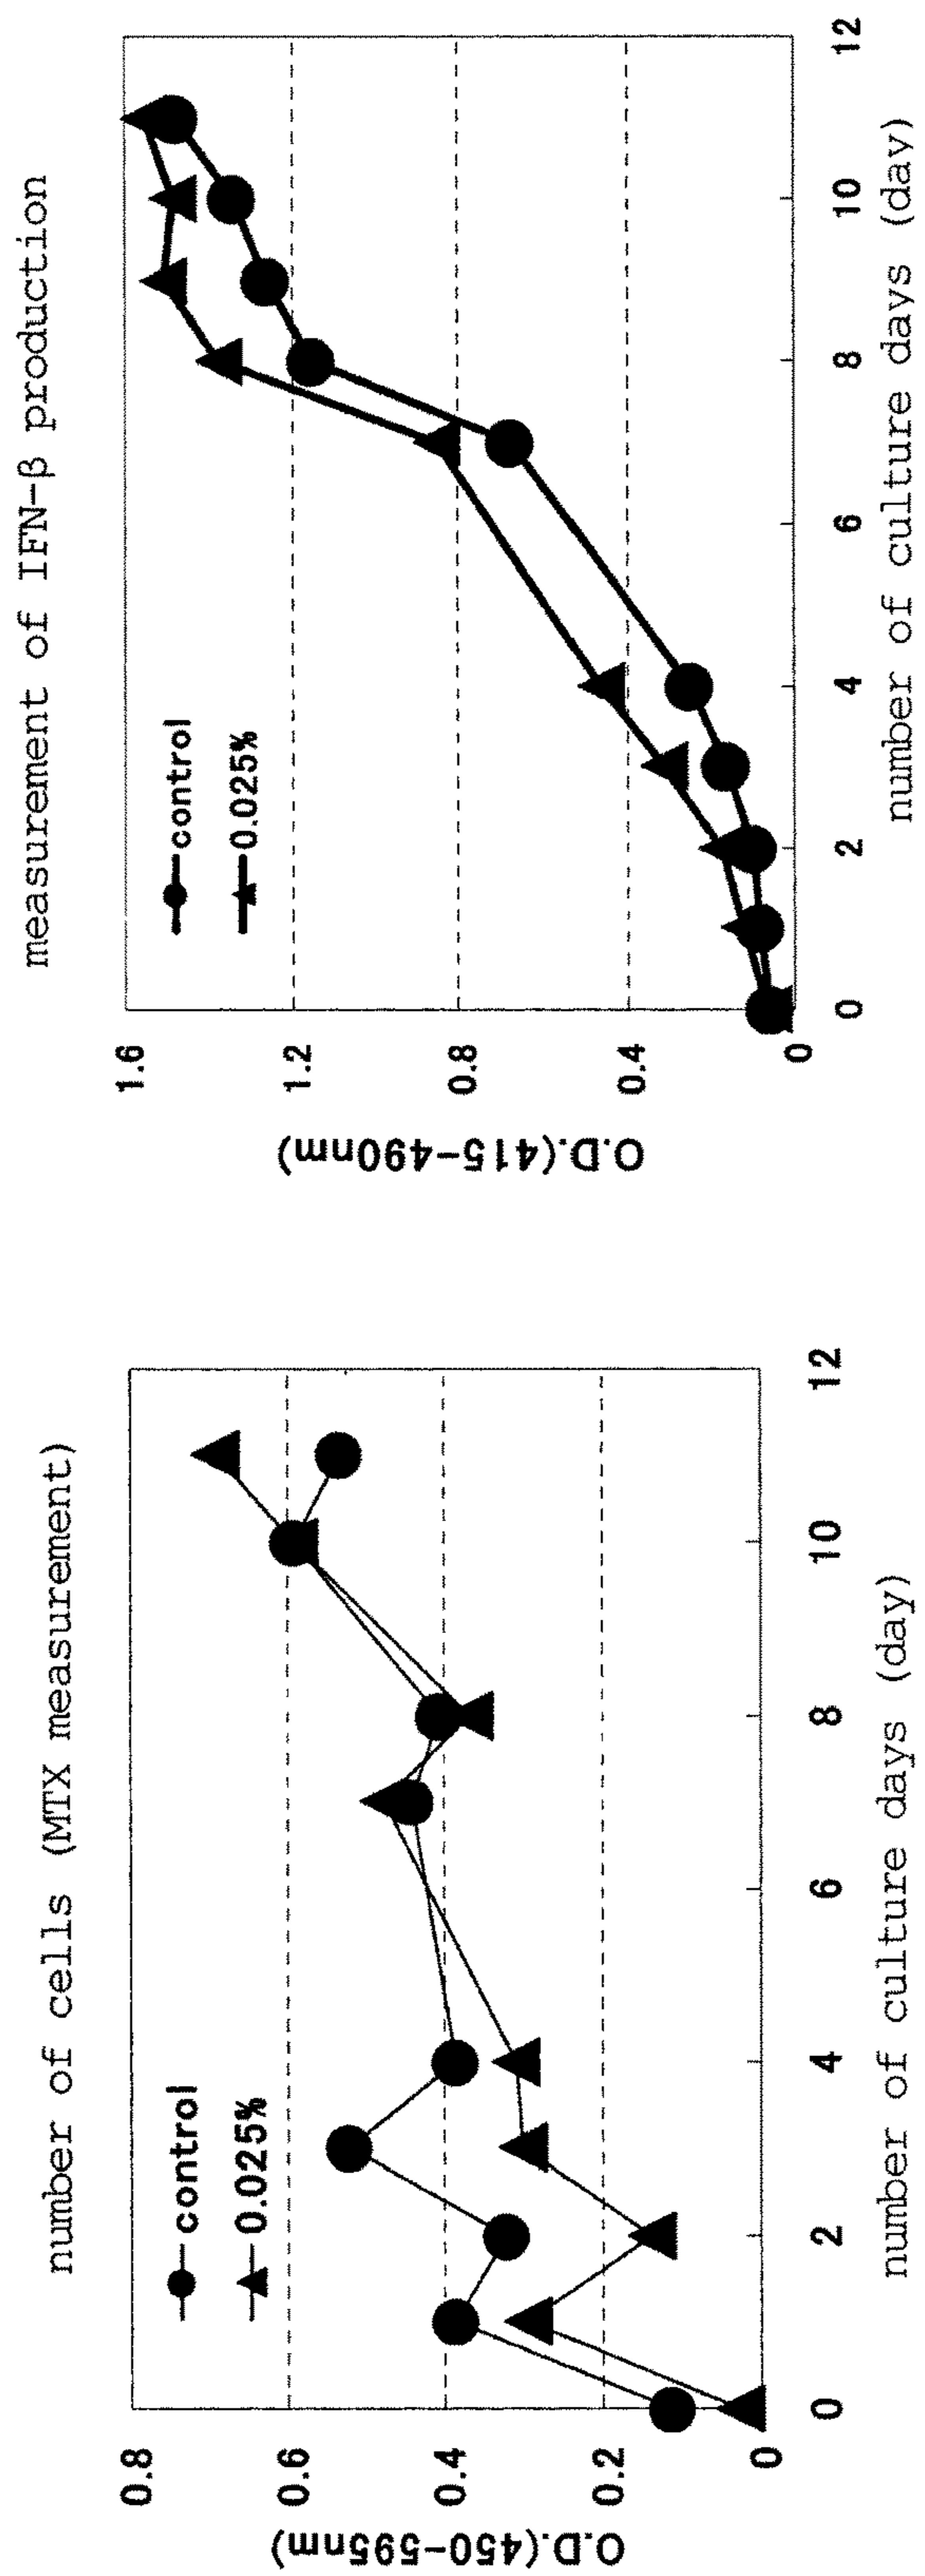 number of cells (MTX measurement)
control
0.025%
O.D.(450-595nm)
0.8
0.6
0.4
0.2
0
0 2 4 6 8 10 12
number of culture days (day)
measurement of IFN-β production
control
0.025%
O.D.(415-490nm)
1.6
1.2
0.8
0.4
0
0 2 4 6 8 10 12
number of culture days (day)